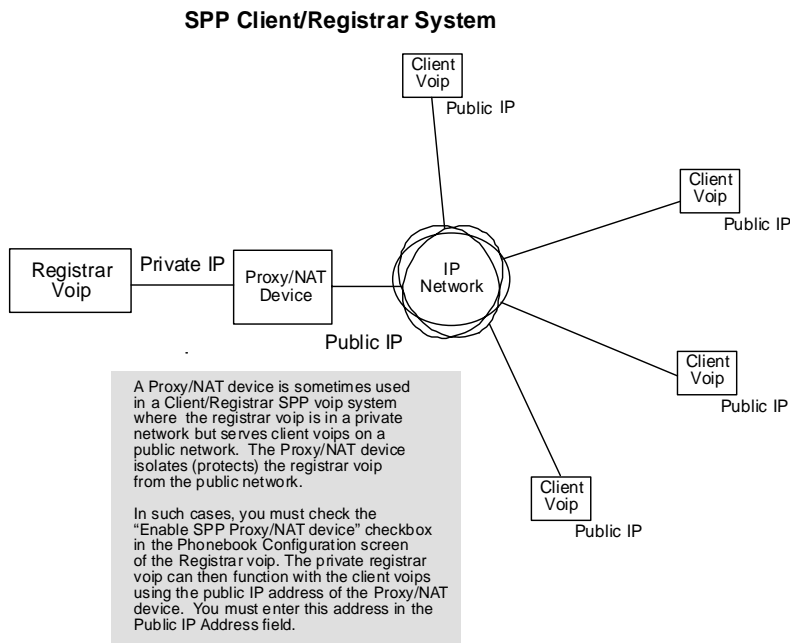 SPP Client/Registrar System
Client
Voip
Public IP
Client
Voip
Public IP
Registrar
Voip
Private IP
Proxy/NAT
Device
Public IP
IP
Network
Client
Voip
Public IP
Client
Voip
Public IP
A Proxy/NAT device is sometimes used
in a Client/Registrar SPP voip system
where the registrar voip is in a private
network but serves client voips on a
public network. The Proxy/NAT device
isolates (protects) the registrar voip
from the public network.
In such cases, you must check the
“Enable SPP Proxy/NAT device” checkbox
in the Phonebook Configuration screen
of the Registrar voip. The private registrar
voip can then function with the client voips
using the public IP address of the Proxy/NAT
device. You must enter this address in the
Public IP Address field.